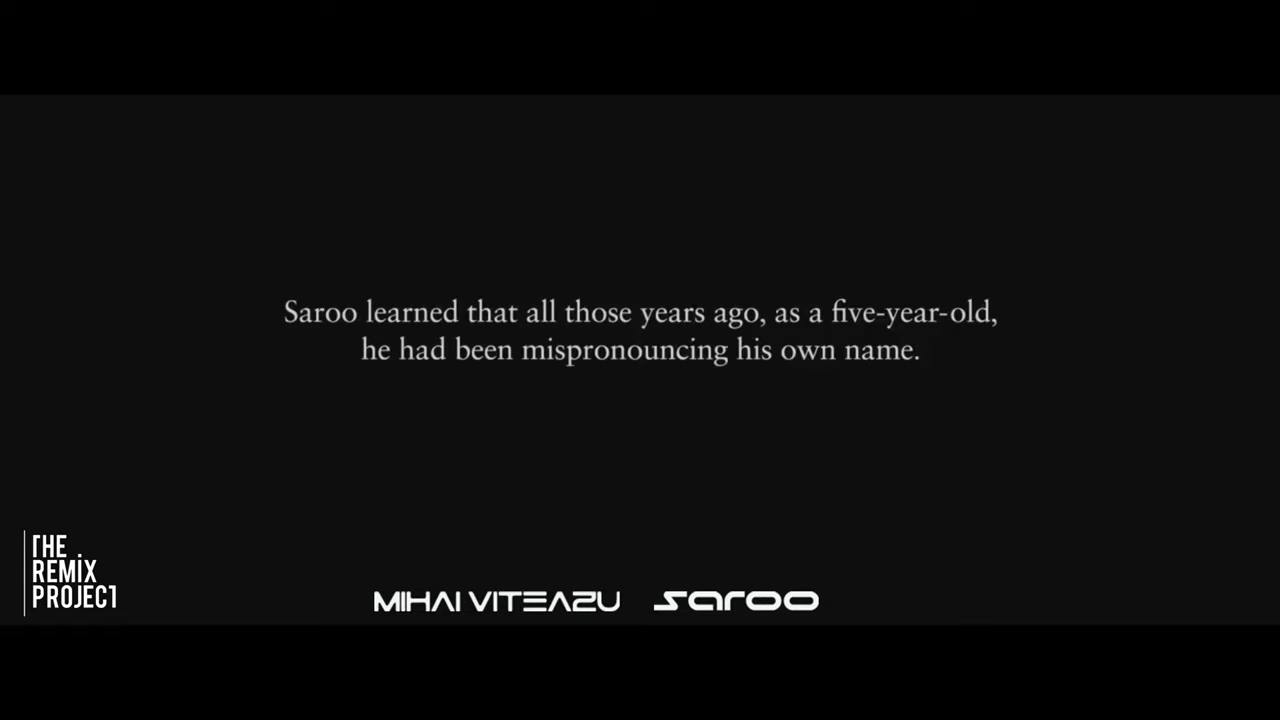 Saroo learned that all those years ago, as a five-year-old,
he had been mispronouncing his own name.
THE
REMIX
PROJECT
MIHAI VITEAZU saroo